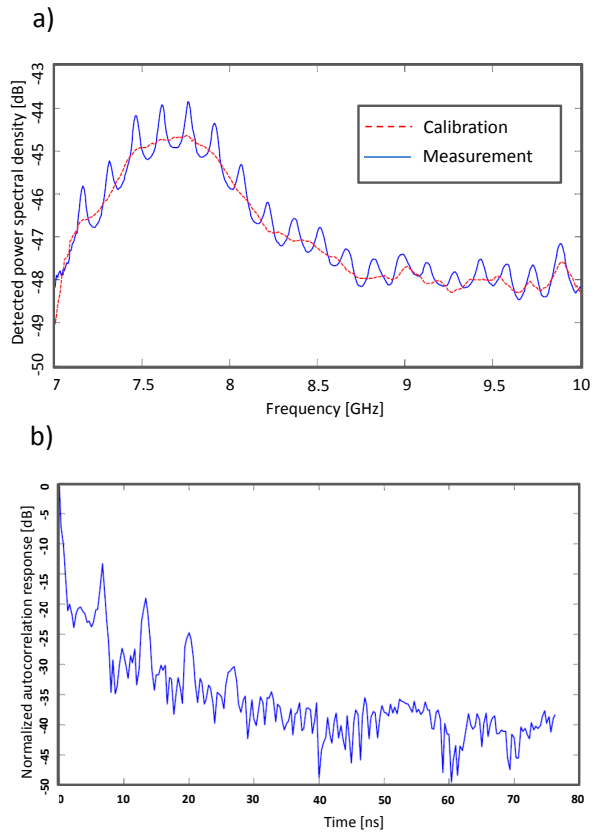 a)
Detected power spectral density [dB]
-43
-44
-45
-46
-47
-48
-49
-50
Calibration
Measurement
7 7.5 8 8.5 9 9.5 10
Frequency [GHz]
b)
Normalized autocorrelation response [dB]
0
-5
-10
-15
-20
-25
-30
-35
-40
-45
-50
0 10 20 30 40 50 60 70 80
Time [ns]